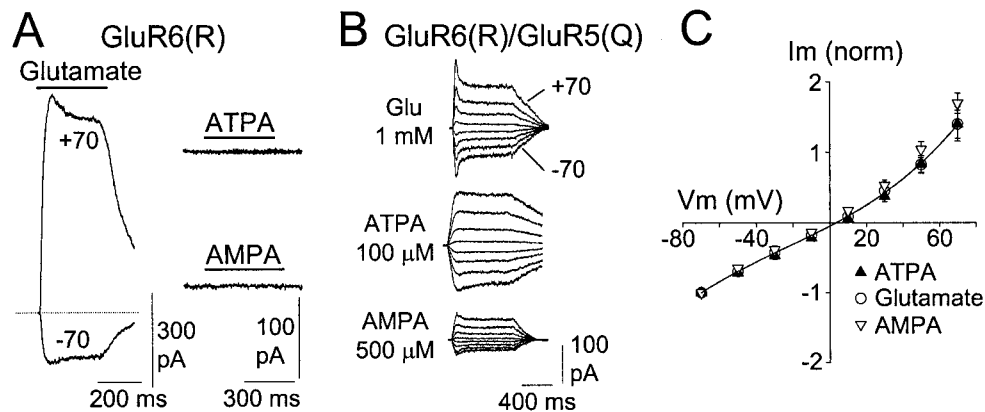 A
GluR6(R)
Glutamate
+70
-70
ATPA
AMPA
300
pA
100
pA
200 ms
300 ms
B
GluR6(R)/GluR5(Q)
Glu
1 mM
+70
-70
ATPA
100 µM
AMPA
500 µM
100
pA
400 ms
C
Im (norm)
2
1
-1
-2
Vm (mV)
-80
-40
20
60
▲ ATPA
○ Glutamate
▽ AMPA